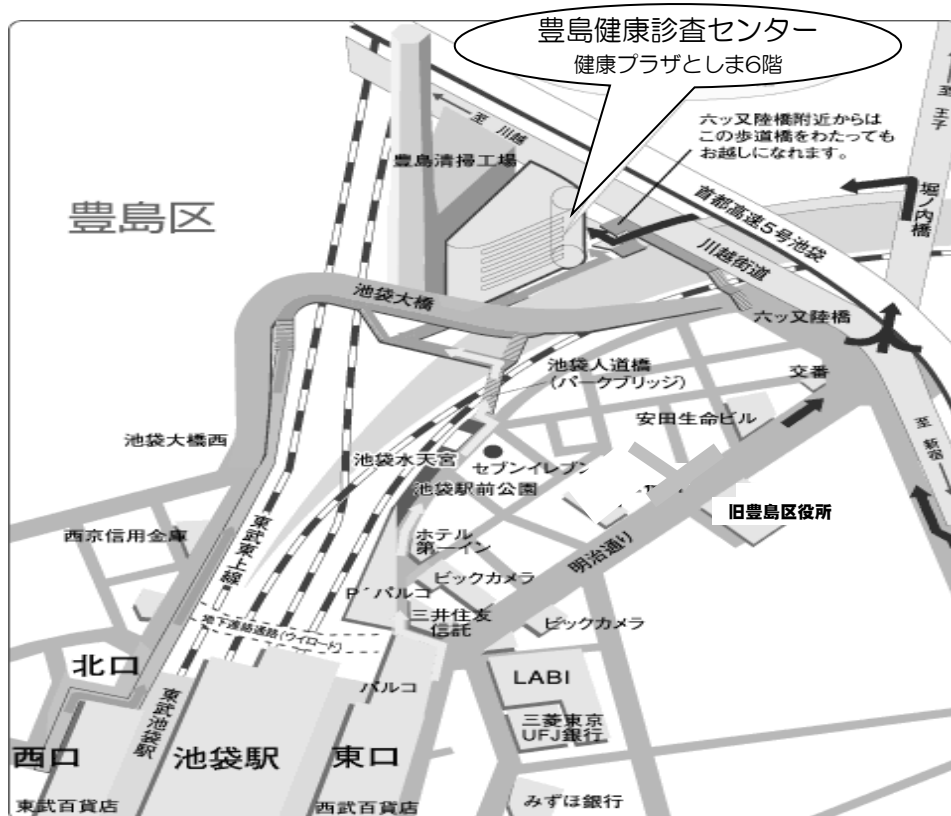 豊島健康診査センター
健康プラザとしま6階
至 川越
至 王子
六ッ又陸橋附近からは
この歩道橋をわたっても
お越しになれます。
豊島清掃工場
豊島区
堀ノ内橋
首都高速5号池袋
川越街道
池袋大橋
六ッ又陸橋
池袋人道橋
(パークブリッジ)
交番
安田生命ビル
至 新宿
池袋大橋西
池袋水天宮
セブンイレブン
池袋駅前公園
旧豊島区役所
西京信用金庫
東武東上線
ホテル
第一イン
明治通り
ビックカメラ
P´パルコ
三井住友
信託
ビックカメラ
地下連絡通路(ウイロード)
北口
パルコ
LABI
東武池袋駅
三菱東京
UFJ銀行
西口
池袋駅
東口
東武百貨店
西武百貨店
みずほ銀行